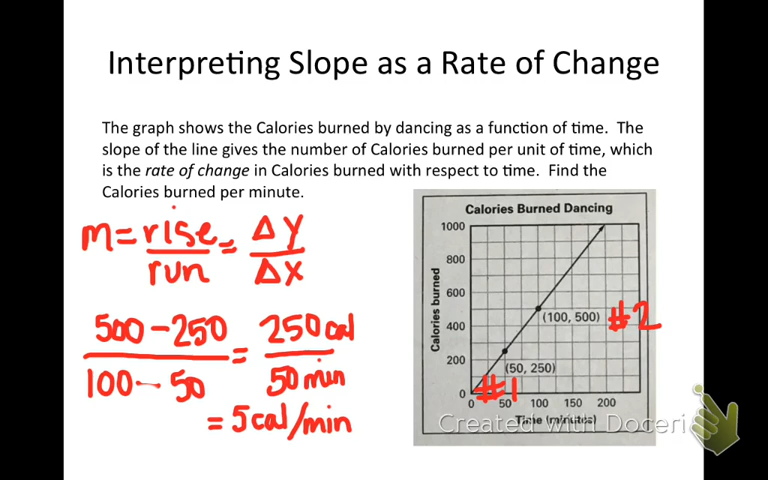 Interpreting Slope as a Rate of Change
The graph shows the Calories burned by dancing as a function of time. The
slope of the line gives the number of Calories burned per unit of time, which
is the rate of change in Calories burned with respect to time. Find the
Calories burned per minute.
m = rise/run = ΔY/ΔX
500 - 250 / 100 - 50 = 250 cal / 50 min
= 5 cal/min
Calories Burned Dancing
Calories burned
1000
800
600
400
200
0
(100, 500) #2
(50, 250)
#1
0 50 100 150 200
Time (minutes)
Created with Doceri